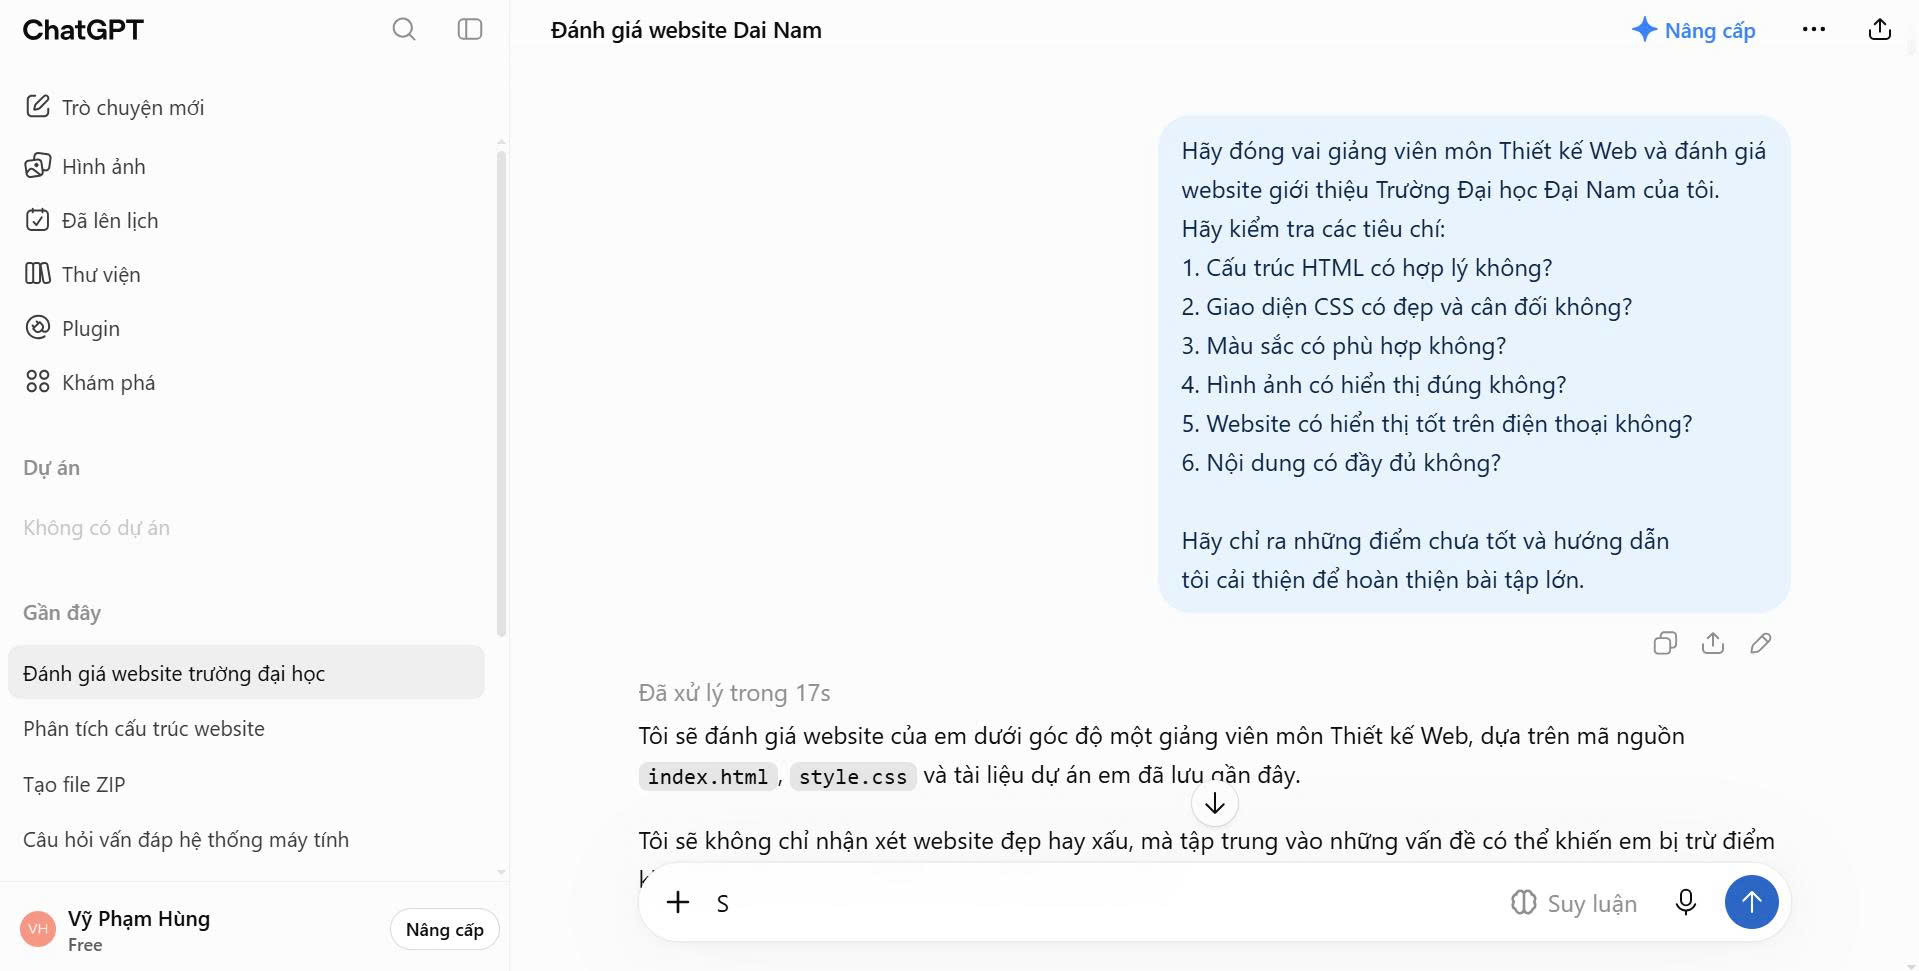 ChatGPT
Trò chuyện mới
Hình ảnh
Đã lên lịch
Thư viện
Plugin
Khám phá
Dự án
Không có dự án
Gần đây
Đánh giá website trường đại học
Phân tích cấu trúc website
Tạo file ZIP
Câu hỏi vấn đáp hệ thống máy tính
VH
Vỹ Phạm Hùng
Free
Nâng cấp
Đánh giá website Dai Nam
Nâng cấp
Hãy đóng vai giảng viên môn Thiết kế Web và đánh giá
website giới thiệu Trường Đại học Đại Nam của tôi.
Hãy kiểm tra các tiêu chí:
1. Cấu trúc HTML có hợp lý không?
2. Giao diện CSS có đẹp và cân đối không?
3. Màu sắc có phù hợp không?
4. Hình ảnh có hiển thị đúng không?
5. Website có hiển thị tốt trên điện thoại không?
6. Nội dung có đầy đủ không?
Hãy chỉ ra những điểm chưa tốt và hướng dẫn
tôi cải thiện để hoàn thiện bài tập lớn.
Đã xử lý trong 17s
Tôi sẽ đánh giá website của em dưới góc độ một giảng viên môn Thiết kế Web, dựa trên mã nguồn
index.html, style.css và tài liệu dự án em đã lưu gần đây.
Tôi sẽ không chỉ nhận xét website đẹp hay xấu, mà tập trung vào những vấn đề có thể khiến em bị trừ điểm
S
Suy luận